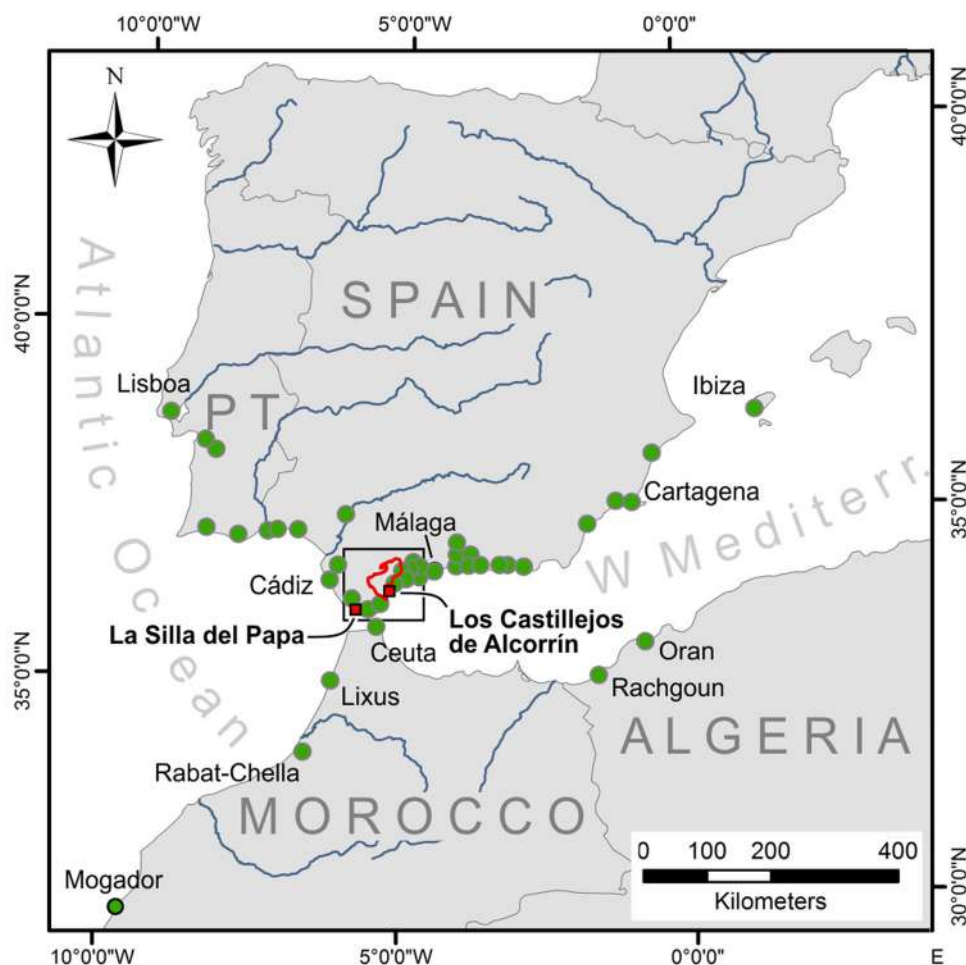 10°0'0"W
5°0'0"W
0°0'0"
N
40°0'0"N
Atlantic
Ocean
SPAIN
40°0'0"N
Lisboa
PT
Ibiza
35°0'0"N
Cartagena
W Mediterr.
Málaga
Cádiz
La Silla del Papa
Los Castillejos
de Alcorrín
Ceuta
Oran
35°0'0"N
Lixus
Rachgoun
ALGERIA
Rabat-Chella
MOROCCO
0 100 200 400
Kilometers
Mogador
30°0'0"N
10°0'0"W
5°0'0"W
0°0'0"
E